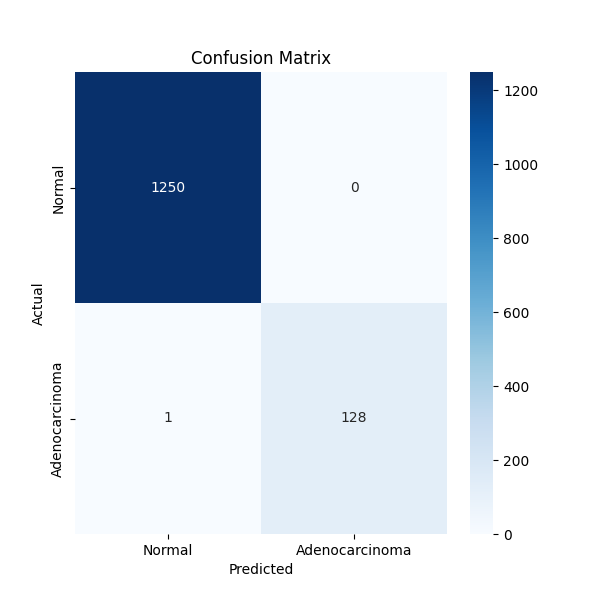 Confusion Matrix
Actual
Normal
Adenocarcinoma
1250
0
1
128
Normal
Adenocarcinoma
Predicted
1200
1000
800
600
400
200
0